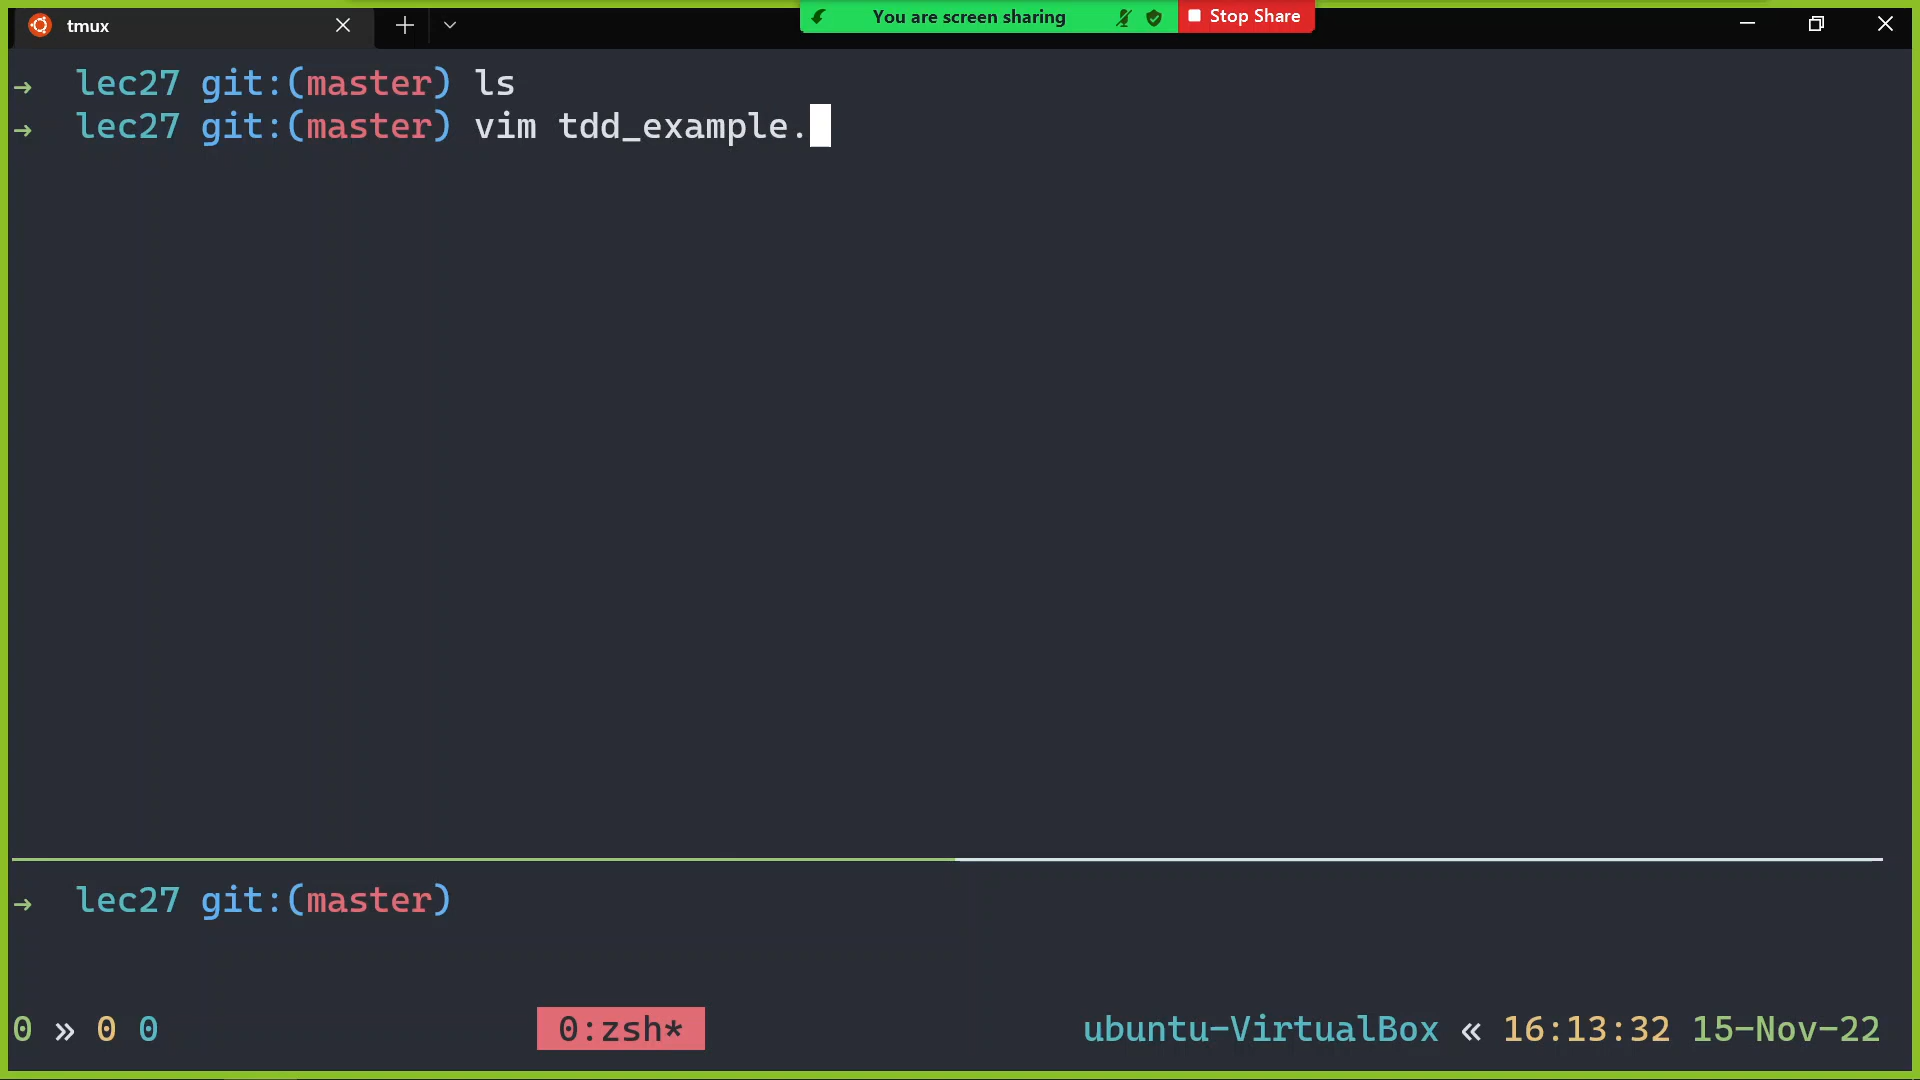 tmux
You are screen sharing
Stop Share
→ lec27 git:(master) ls
→ lec27 git:(master) vim tdd_example.
→ lec27 git:(master)
0 » 0 0
0:zsh*
ubuntu-VirtualBox « 16:13:32 15-Nov-22